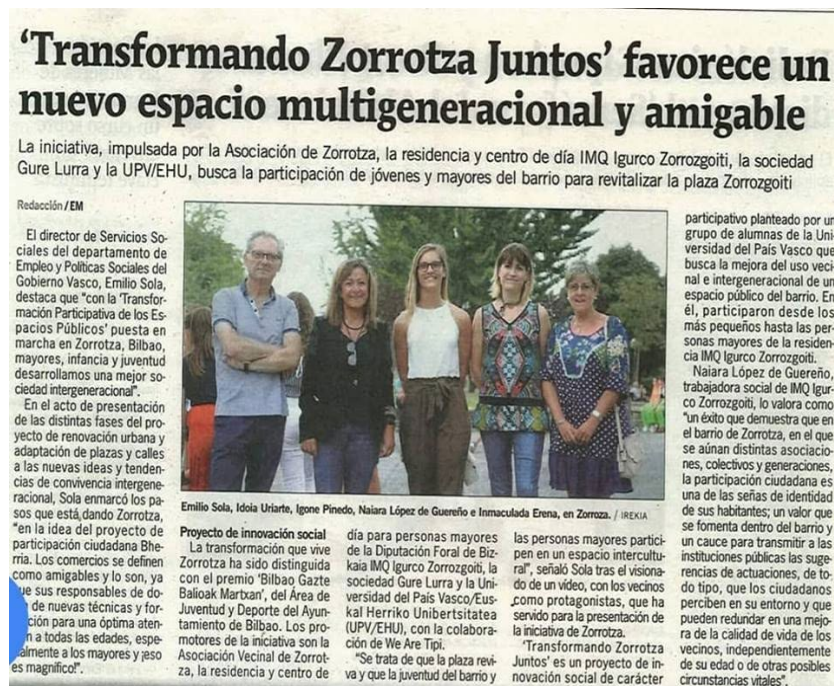 ‘Transformando Zorrotza Juntos’ favorece un
nuevo espacio multigeneracional y amigable
La iniciativa, impulsada por la Asociación de Zorrotza, la residencia y centro de día IMQ Igurco Zorrozgoiti, la sociedad
Gure Lurra y la UPV/EHU, busca la participación de jóvenes y mayores del barrio para revitalizar la plaza Zorrozgoiti
Redacción/EM
El director de Servicios So-
ciales del departamento de
Empleo y Políticas Sociales del
Gobierno Vasco, Emilio Sola,
destaca que "con la 'Transfor-
mación Participativa de los Es-
pacios Públicos' puesta en
marcha en Zorrotza, Bilbao,
mayores, infancia y juventud
desarrollamos una mejor so-
ciedad intergeneracional".
En el acto de presentación
de las distintas fases del pro-
yecto de renovación urbana y
adaptación de plazas y calles
a las nuevas ideas y tenden-
cias de convivencia intergene-
racional, Sola enmarcó los pa-
sos que está dando Zorrotza,
"en la idea del proyecto de
participación ciudadana Bhe-
rria. Los comercios se definen
como amigables y lo son, ya
que sus responsables de do-
de nuevas técnicas y for-
ción para una óptima aten-
n a todas las edades, espe-
almente a los mayores y ¡eso
es magnífico!".
Emilio Sola, Idoia Uriarte, Igone Pinedo, Naiara López de Guereño e Inmaculada Erena, en Zorroza. / IREKIA
Proyecto de innovación social
La transformación que vive
Zorrotza ha sido distinguida
con el premio 'Bilbao Gazte
Balioak Martxan', del Área de
Juventud y Deporte del Ayun-
tamiento de Bilbao. Los pro-
motores de la iniciativa son la
Asociación Vecinal de Zorrot-
za, la residencia y centro de
día para personas mayores
de la Diputación Foral de Biz-
kaia IMQ Igurco Zorrozgoiti, la
sociedad Gure Lurra y la Uni-
versidad del País Vasco/Eus-
kal Herriko Unibertsitatea
(UPV/EHU), con la colabora-
ción de We Are Tipi.
"Se trata de que la plaza revi-
va y que la juventud del barrio y
las personas mayores partici-
pen en un espacio intercultu-
ral", señaló Sola tras el visiona-
do de un vídeo, con los vecinos
como protagonistas, que ha
servido para la presentación de
la iniciativa de Zorrotza.
'Transformando Zorrotza
Juntos' es un proyecto de in-
novación social de carácter
participativo planteado por un
grupo de alumnas de la Uni-
versidad del País Vasco que
busca la mejora del uso veci-
nal e intergeneracional de un
espacio público del barrio. En
él, participaron desde los
más pequeños hasta las per-
sonas mayores de la residen-
cia IMQ Igurco Zorrozgoiti.
Naiara López de Guereño,
trabajadora social de IMQ Igur-
co Zorrozgoiti, lo valora como
"un éxito que demuestra que en
el barrio de Zorrotza, en el que
se aúnan distintas asociacio-
nes, colectivos y generaciones,
la participación ciudadana es
una de las señas de identidad
de sus habitantes; un valor que
se fomenta dentro del barrio y
un cauce para transmitir a las
instituciones públicas las suge-
rencias de actuaciones, de to-
do tipo, que los ciudadanos
perciben en su entorno y que
pueden redundar en una mejo-
ra de la calidad de vida de los
vecinos, independientemente
de su edad o de otras posibles
circunstancias vitales".